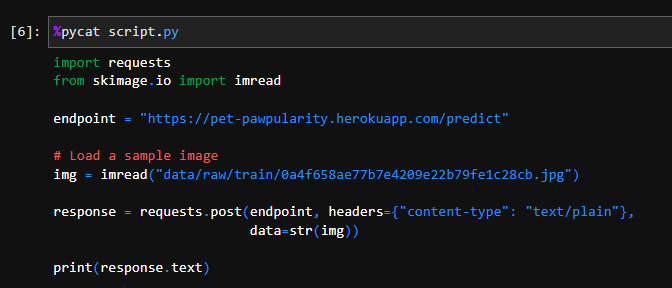 [6]: %pycat script.py
import requests
from skimage.io import imread
endpoint = "https://pet-pawpularity.herokuapp.com/predict"
# Load a sample image
img = imread("data/raw/train/0a4f658ae77b7e4209e22b79fe1c28cb.jpg")
response = requests.post(endpoint, headers={"content-type": "text/plain"},
data=str(img))
print(response.text)